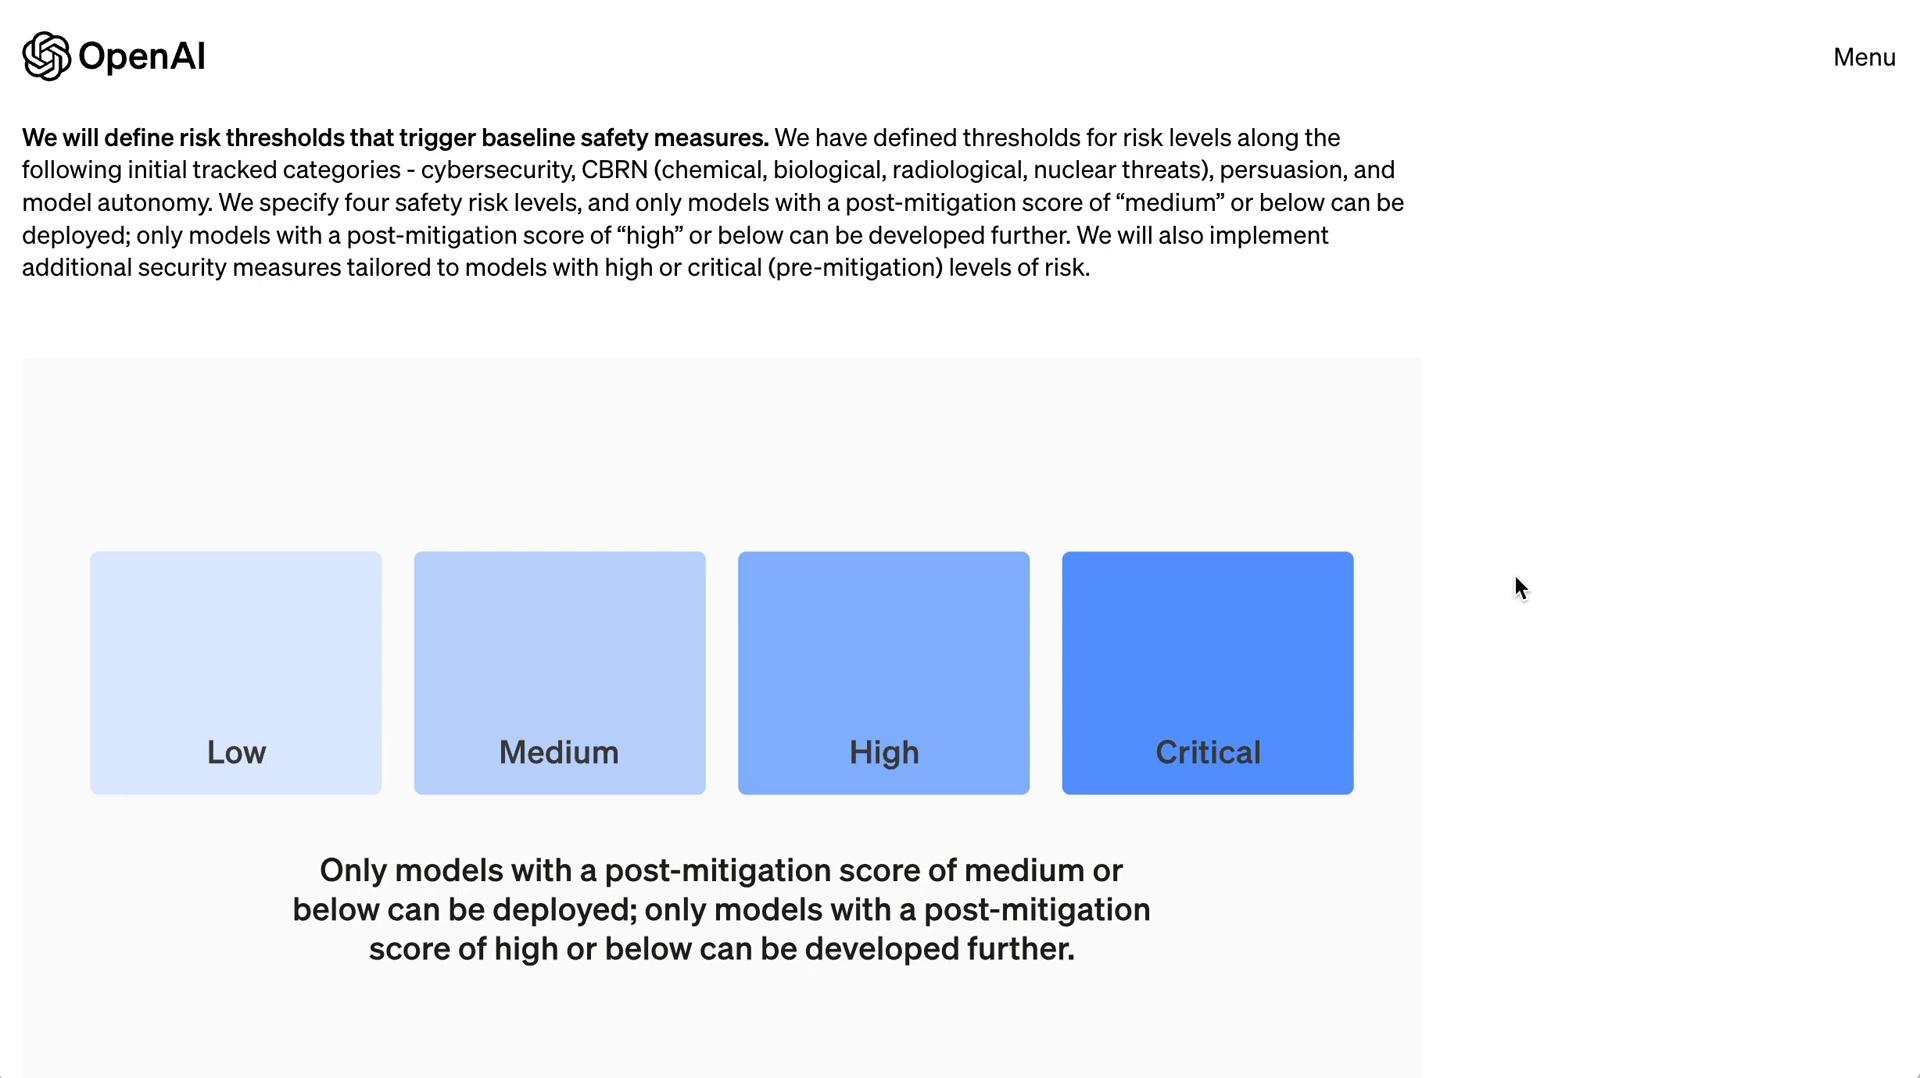 OpenAI
Menu
We will define risk thresholds that trigger baseline safety measures. We have defined thresholds for risk levels along the
following initial tracked categories - cybersecurity, CBRN (chemical, biological, radiological, nuclear threats), persuasion, and
model autonomy. We specify four safety risk levels, and only models with a post-mitigation score of “medium” or below can be
deployed; only models with a post-mitigation score of “high” or below can be developed further. We will also implement
additional security measures tailored to models with high or critical (pre-mitigation) levels of risk.
Low
Medium
High
Critical
Only models with a post-mitigation score of medium or
below can be deployed; only models with a post-mitigation
score of high or below can be developed further.